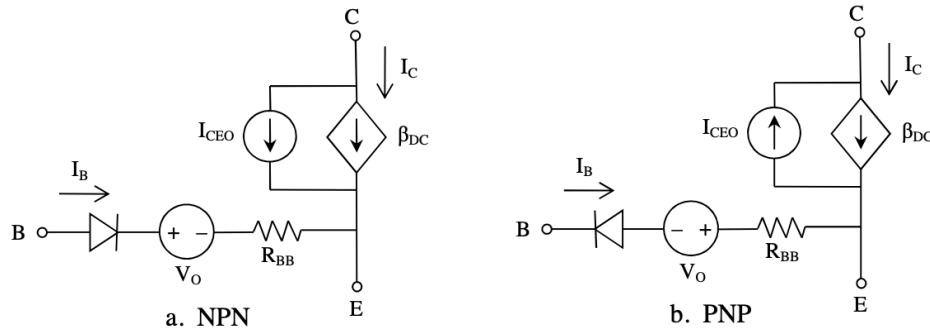 C
I_C
I_CEO
β_DC
I_B
B
+ −
V_O
R_BB
E
a. NPN
C
I_C
I_CEO
β_DC
I_B
B
− +
V_O
R_BB
E
b. PNP